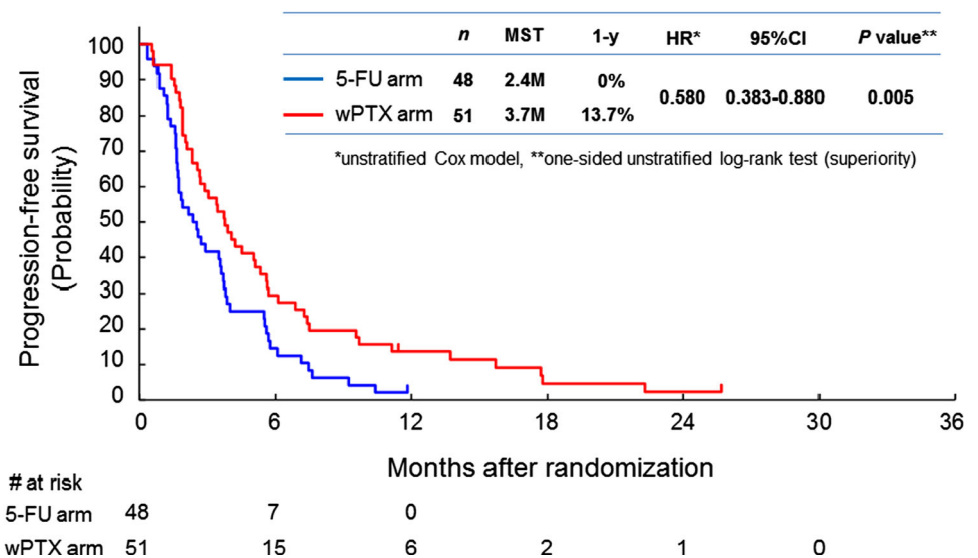 n MST 1-y HR* 95%CI P value**
5-FU arm 48 2.4M 0%
wPTX arm 51 3.7M 13.7%
0.580 0.383-0.880 0.005
*unstratified Cox model, **one-sided unstratified log-rank test (superiority)
Progression-free survival
(Probability)
100
90
80
70
60
50
40
30
20
10
0
0 6 12 18 24 30 36
Months after randomization
# at risk
5-FU arm 48 7 0
wPTX arm 51 15 6 2 1 0